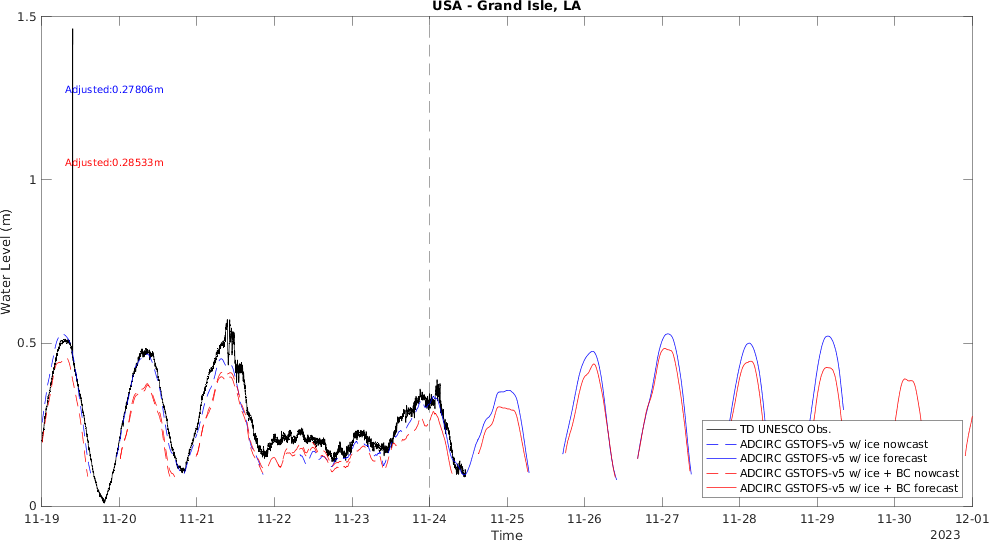 USA - Grand Isle, LA
1.5
Adjusted:0.27806m
Adjusted:0.28533m
1
0.5
0
Water Level (m)
TD UNESCO Obs.
ADCIRC GSTOFS-v5 w/ ice nowcast
ADCIRC GSTOFS-v5 w/ ice forecast
ADCIRC GSTOFS-v5 w/ ice + BC nowcast
ADCIRC GSTOFS-v5 w/ ice + BC forecast
11-19 11-20 11-21 11-22 11-23 11-24 11-25 11-26 11-27 11-28 11-29 11-30 12-01
Time
2023